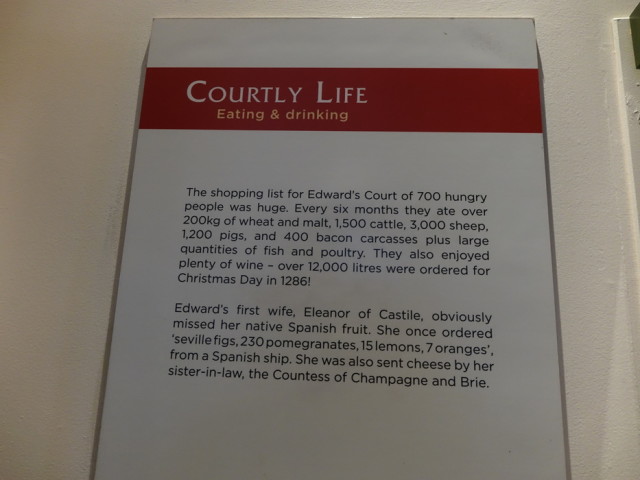 COURTLY LIFE
Eating & drinking
The shopping list for Edward's Court of 700 hungry
people was huge. Every six months they ate over
200kg of wheat and malt, 1,500 cattle, 3,000 sheep,
1,200 pigs, and 400 bacon carcasses plus large
quantities of fish and poultry. They also enjoyed
plenty of wine – over 12,000 litres were ordered for
Christmas Day in 1286!
Edward's first wife, Eleanor of Castile, obviously
missed her native Spanish fruit. She once ordered
'seville figs, 230 pomegranates, 15 lemons, 7 oranges',
from a Spanish ship. She was also sent cheese by her
sister-in-law, the Countess of Champagne and Brie.